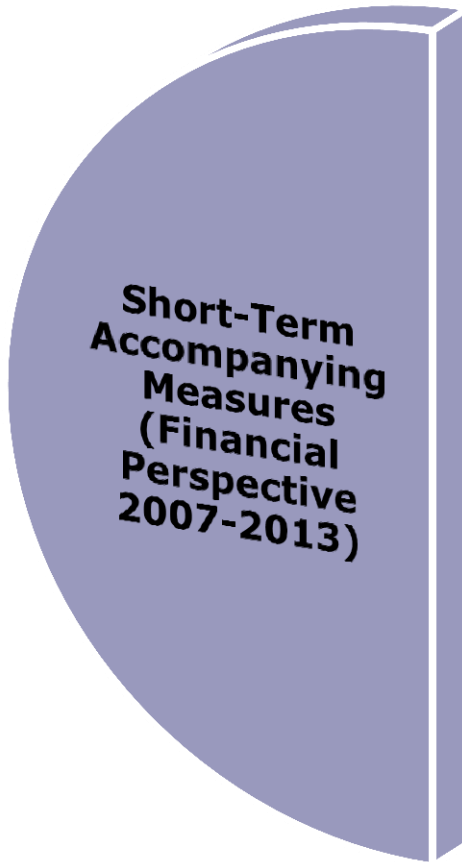 Short-Term
Accompanying
Measures
(Financial
Perspective
2007-2013)